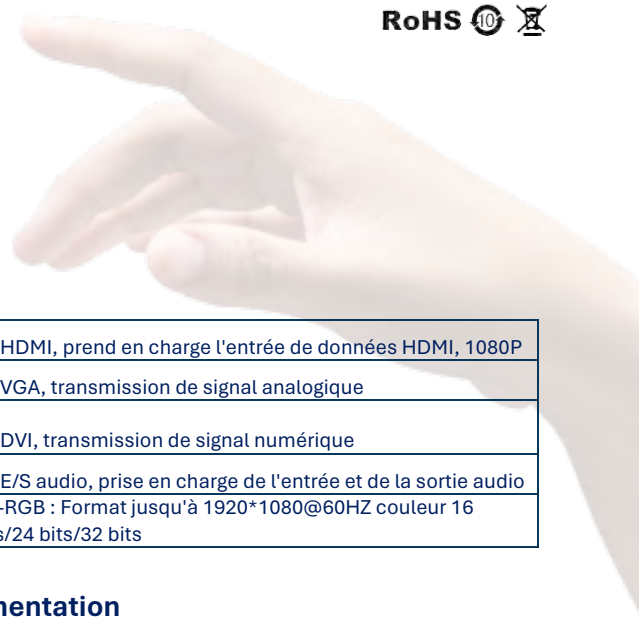 RoHS 10
HDMI, prend en charge l'entrée de données HDMI, 1080P
VGA, transmission de signal analogique
DVI, transmission de signal numérique
E/S audio, prise en charge de l'entrée et de la sortie audio
-RGB : Format jusqu'à 1920*1080@60HZ couleur 16
s/24 bits/32 bits
mentation